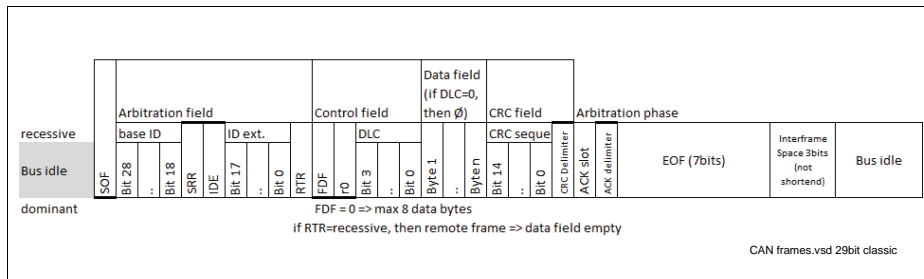 Data field
(if DLC=0,
then Ø)
Arbitration field
Control field
CRC field
Arbitration phase
recessive
base ID
ID ext.
DLC
CRC seque
Bus idle
SOF
Bit 28
..
Bit 18
SRR
IDE
Bit 17
..
Bit 0
RTR
FDF
r0
Bit 3
..
Bit 0
Byte 1
..
Byte n
Bit 14
..
Bit 0
CRC Delimiter
ACK slot
ACK delimiter
EOF (7bits)
Interframe
Space 3bits
(not
shortend)
Bus idle
dominant
FDF = 0 => max 8 data bytes
if RTR=recessive, then remote frame => data field empty
CAN frames.vsd 29bit classic